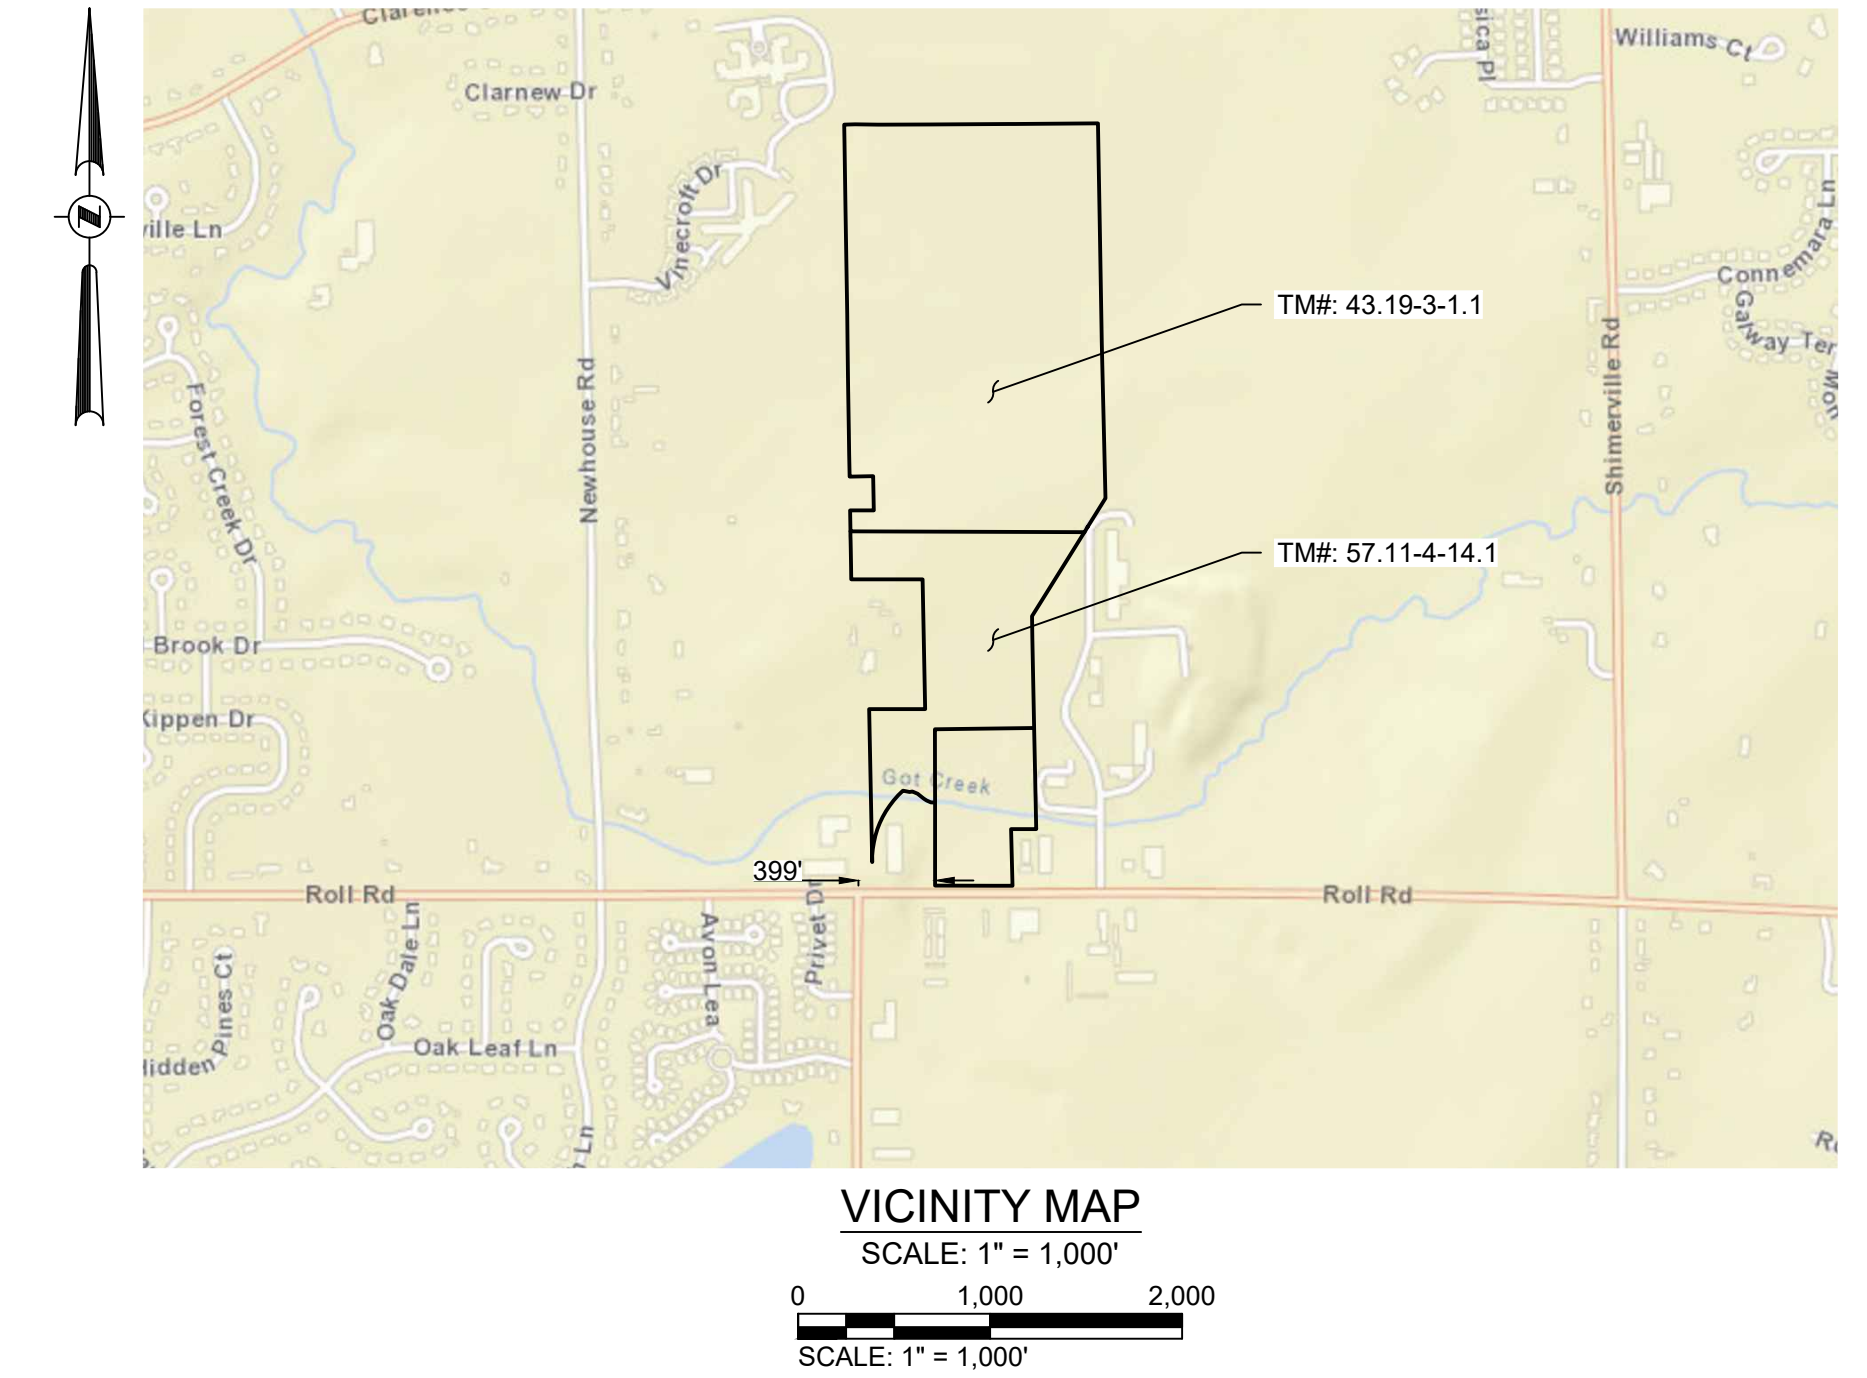 Williams Ct
Clarnew Dr
Vinecroft Dr
ville Ln
Connemara Ln
Galway Ter
TM#: 43.19-3-1.1
Newhouse Rd
Shimerville Rd
Forest Creek Dr
TM#: 57.11-4-14.1
Brook Dr
Kippen Dr
Got Creek
399'
Roll Rd
Roll Rd
Privet Dr
Avon Lea
Oak Dale Ln
Hidden Pines Ct
Oak Leaf Ln
Ln
VICINITY MAP
SCALE: 1" = 1,000'
0 1,000 2,000
SCALE: 1" = 1,000'